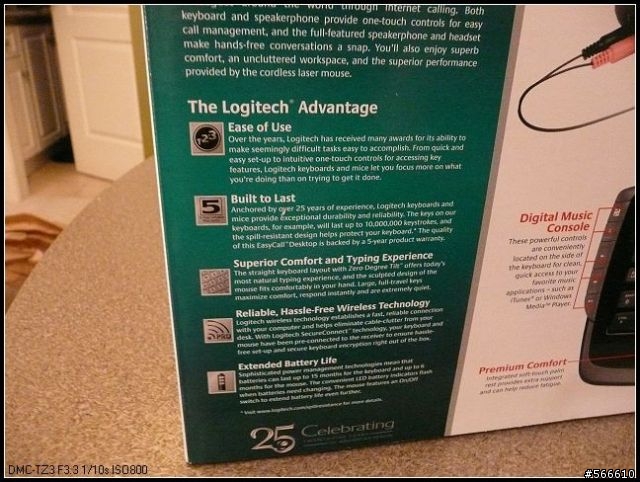 around the world through Internet calling. Both
keyboard and speakerphone provide one-touch controls for easy
call management, and the full-featured speakerphone and headset
make hands-free conversations a snap. You'll also enjoy superb
comfort, an uncluttered workspace, and the superior performance
provided by the cordless laser mouse.
The Logitech® Advantage
Ease of Use
Over the years, Logitech has received many awards for its ability to
make seemingly difficult tasks easy to accomplish. From quick and
easy set-up to intuitive one-touch controls for accessing key
features, Logitech keyboards and mice let you focus more on what
you're doing than on trying to get it done.
Built to Last
Anchored by over 25 years of experience, Logitech keyboards and
mice provide exceptional durability and reliability. The keys on our
keyboards, for example, will last up to 10,000,000 keystrokes, and
the spill-resistant design helps protect your keyboard.* The quality
of this EasyCall™ Desktop is backed by a 5-year product warranty.
Superior Comfort and Typing Experience
The straight keyboard layout with Zero Degree Tilt™ offers today's
most natural typing experience, and the sculpted design of the
mouse fits comfortably in your hand. Large, full-travel keys
maximize comfort, respond instantly and are extremely quiet.
Reliable, Hassle-Free Wireless Technology
Logitech wireless technology establishes a fast, reliable connection
with your computer and helps eliminate cable-clutter from your
desk. With Logitech SecureConnect™ technology, your keyboard and
mouse have been pre-connected to the receiver to ensure hassle-
free set-up and secure keyboard encryption right out of the box.
Extended Battery Life
Sophisticated power management technologies mean that
batteries can last up to 15 months for the keyboard and up to 6
months for the mouse. The convenient LED battery indicators flash
when batteries need changing. The mouse features an On/Off
switch to extend battery life even further.
* Visit www.logitech.com/spillresistance for more details.
25 Celebrating
Digital Music
Console
These powerful controls
are conveniently
located on the side of
the keyboard for clean,
quick access to your
favorite music
applications – such as
iTunes® or Windows
Media™ Player.
Premium Comfort
Integrated soft-touch palm
rest provides extra support
and can help reduce fatigue.
DMC-TZ3 F3.3 1/10s ISO800
#566610